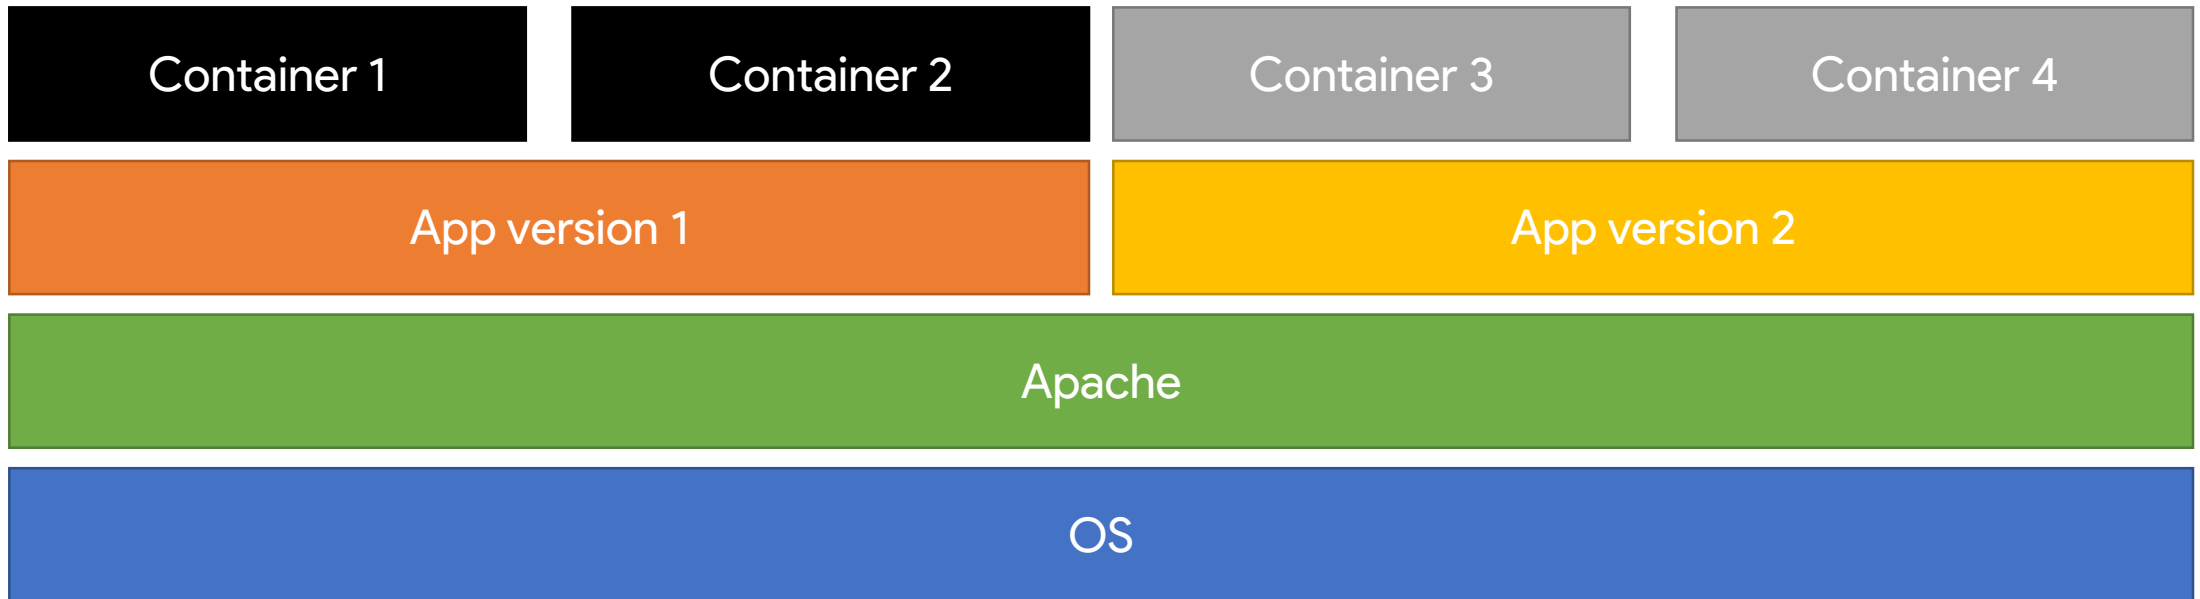 Container 1
Container 2
Container 3
Container 4
App version 1
App version 2
Apache
OS